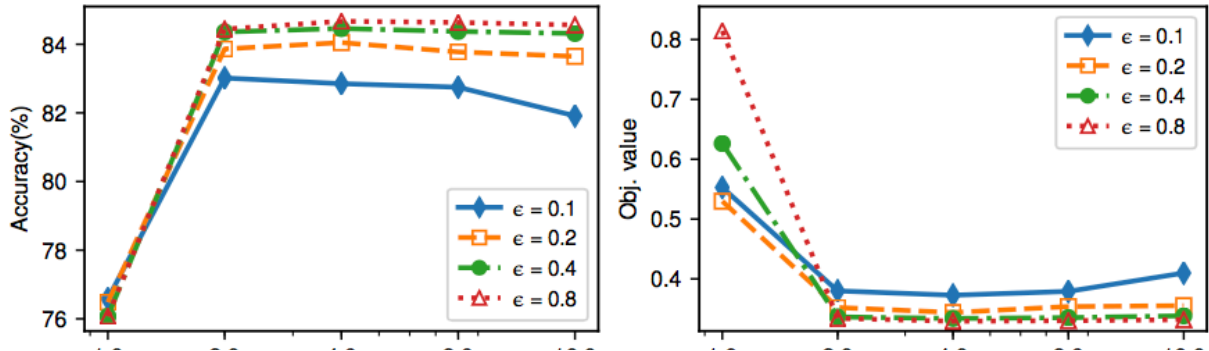 Accuracy(%)
84
82
80
78
76
ϵ = 0.1
ϵ = 0.2
ϵ = 0.4
ϵ = 0.8
Obj. value
0.8
0.7
0.6
0.5
0.4
ϵ = 0.1
ϵ = 0.2
ϵ = 0.4
ϵ = 0.8